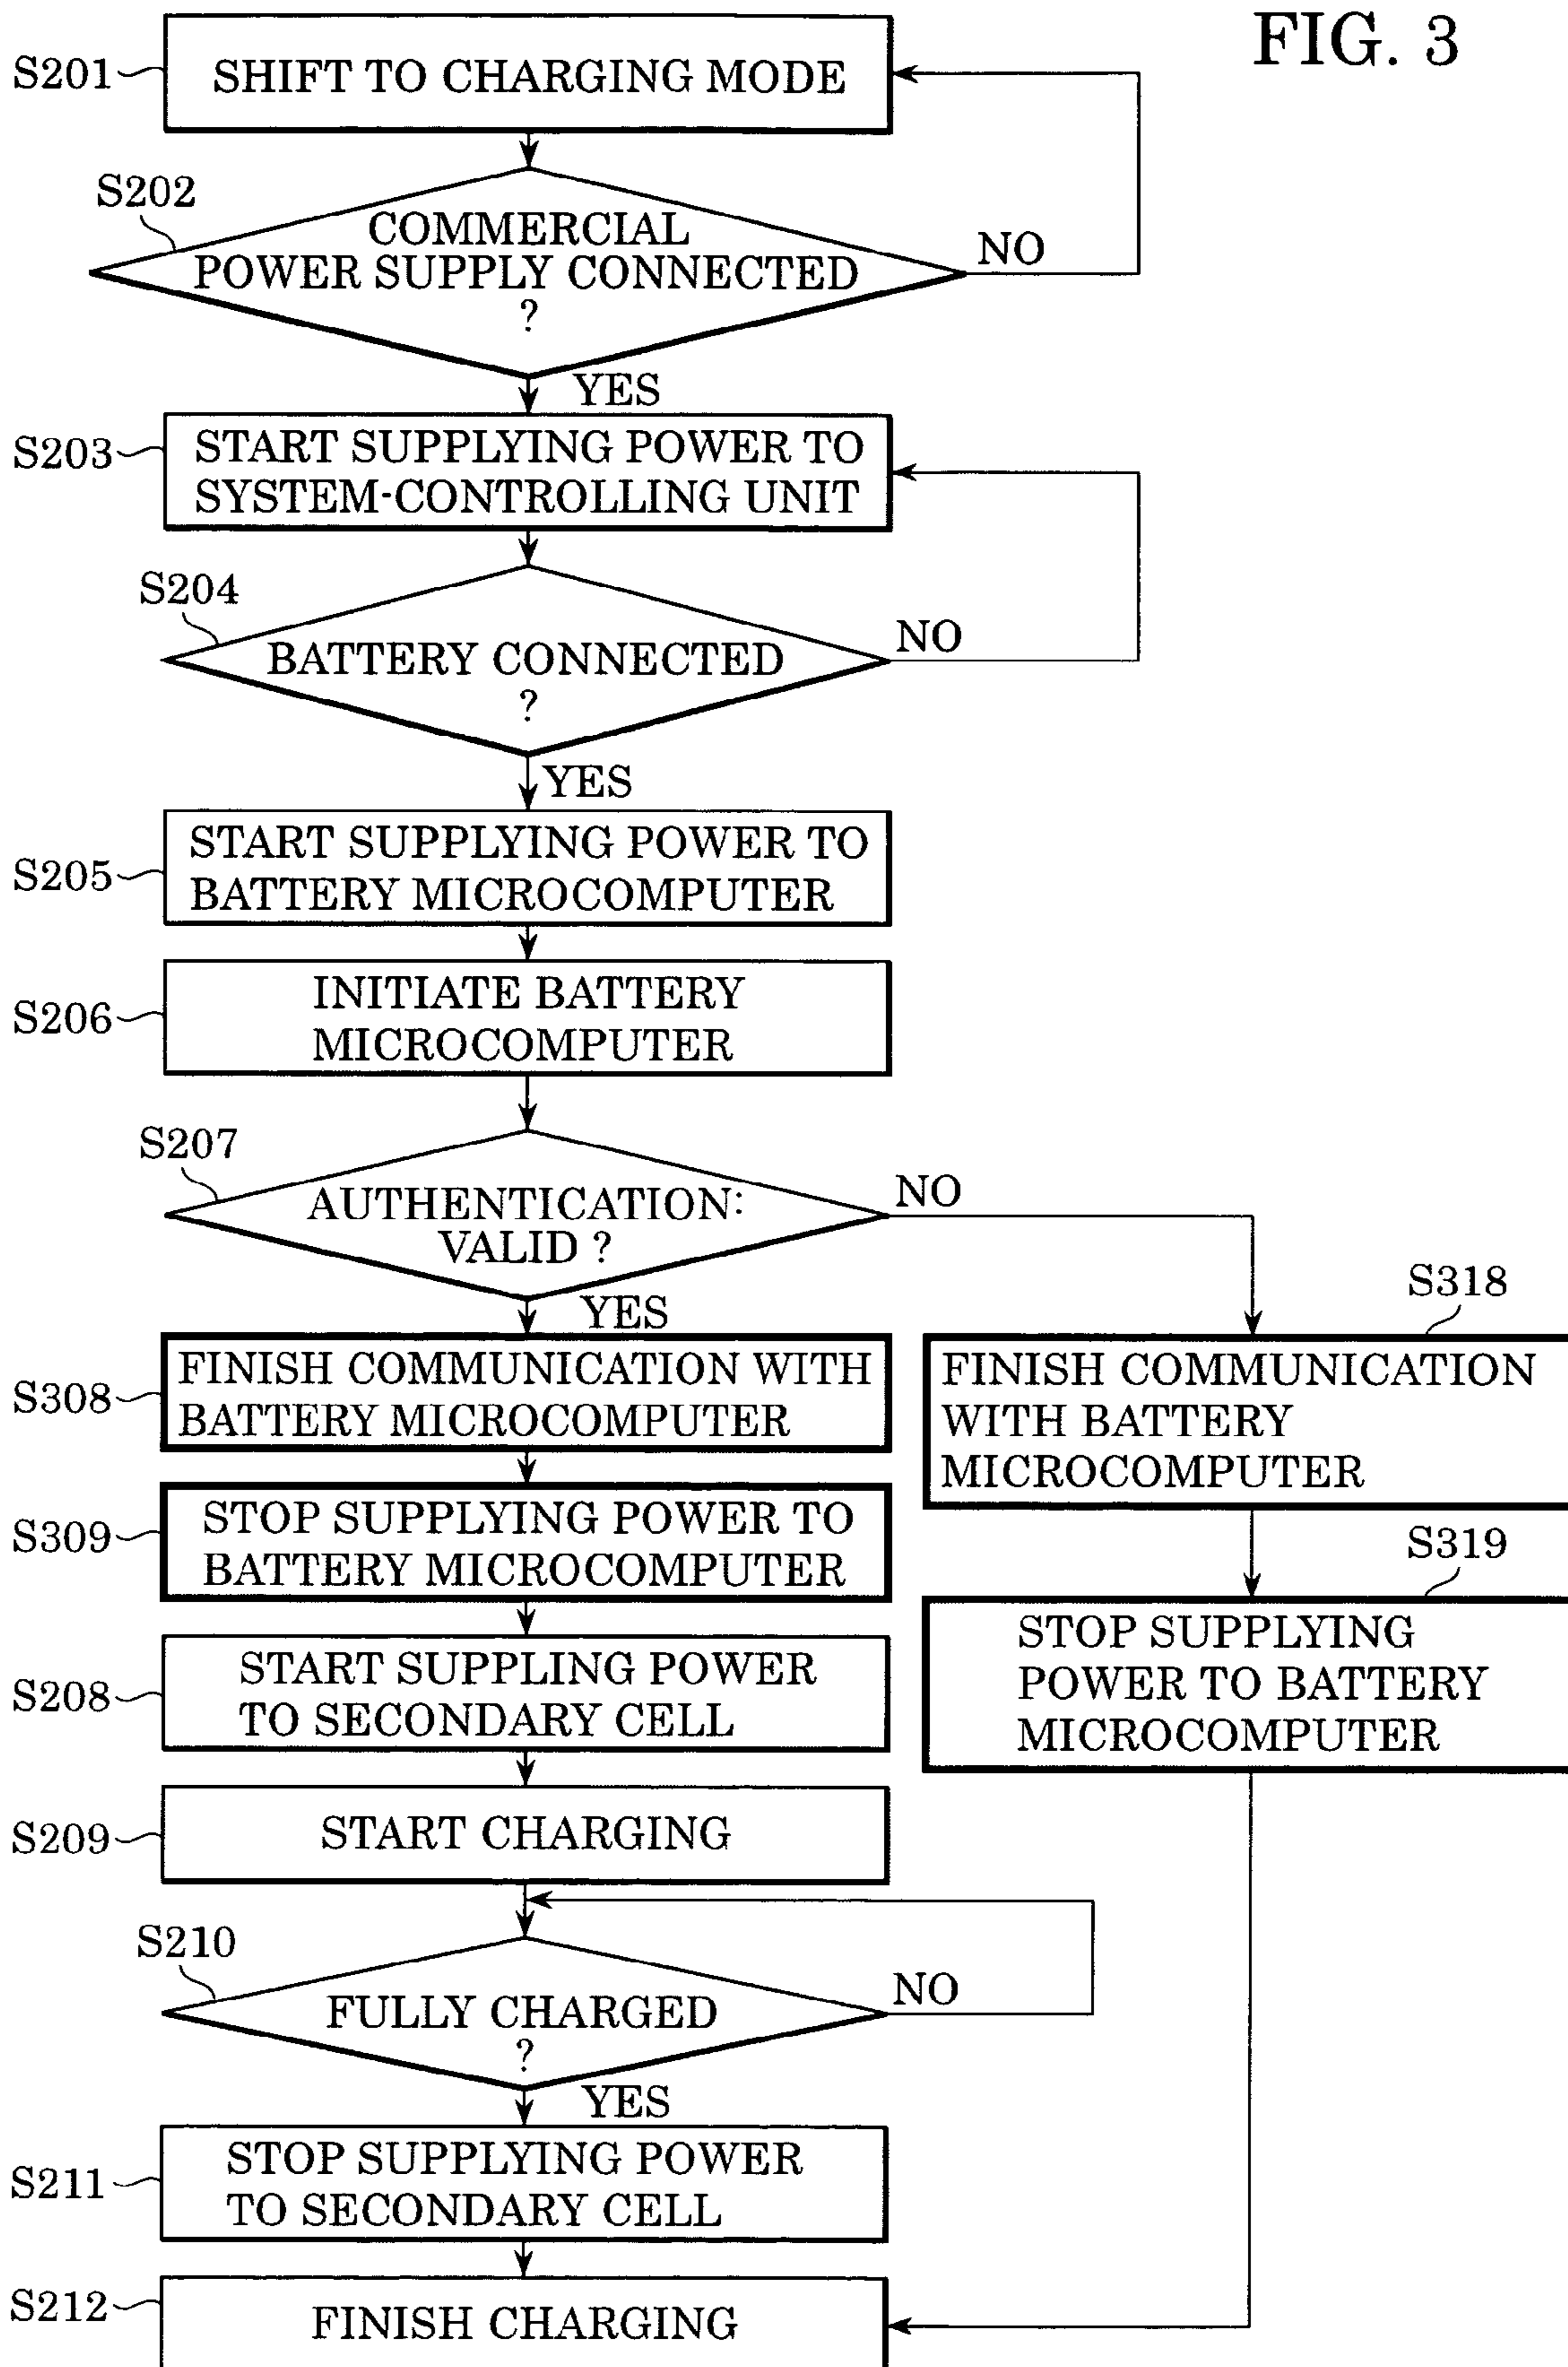 FIG. 3
S201
SHIFT TO CHARGING MODE
S202
COMMERCIAL
POWER SUPPLY CONNECTED
?
NO
YES
S203
START SUPPLYING POWER TO
SYSTEM-CONTROLLING UNIT
S204
BATTERY CONNECTED
?
NO
YES
S205
START SUPPLYING POWER TO
BATTERY MICROCOMPUTER
S206
INITIATE BATTERY
MICROCOMPUTER
S207
AUTHENTICATION:
VALID ?
NO
YES
S308
FINISH COMMUNICATION WITH
BATTERY MICROCOMPUTER
S318
FINISH COMMUNICATION
WITH BATTERY
MICROCOMPUTER
S309
STOP SUPPLYING POWER TO
BATTERY MICROCOMPUTER
S319
STOP SUPPLYING
POWER TO BATTERY
MICROCOMPUTER
S208
START SUPPLING POWER
TO SECONDARY CELL
S209
START CHARGING
S210
FULLY CHARGED
?
NO
YES
S211
STOP SUPPLYING POWER
TO SECONDARY CELL
S212
FINISH CHARGING